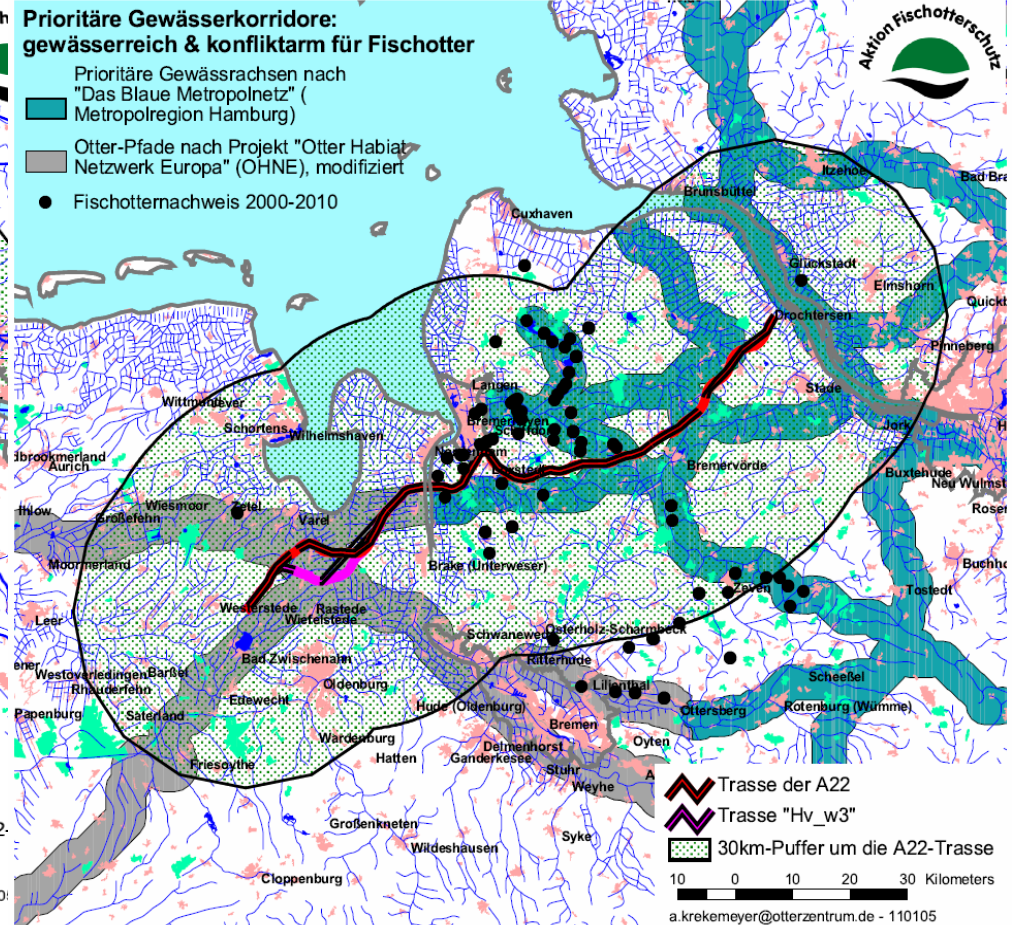 Prioritäre Gewässerkorridore:
gewässerreich & konfliktarm für Fischotter
Prioritäre Gewässrachsen nach
"Das Blaue Metropolnetz" (
Metropolregion Hamburg)
Otter-Pfade nach Projekt "Otter Habiat
Netzwerk Europa" (OHNE), modifiziert
Fischotternachweis 2000-2010
Aktion Fischotterschutz
Itzehoe
Bad Bra
Brunsbüttel
Cuxhaven
Glückstadt
Elmshorn
Quickb
Drochtersen
Pinneberg
Langen
Stade
Wittmund
Jever
Schortens
Wilhelmshaven
Jork
dbrookmerland
Aurich
Bremervörde
Buxtehude
Neu Wulmst
Rosen
Ihlow
Wiesmoor
Zetel
Großefehn
Varel
Moormerland
Brake (Unterweser)
Buchho
Zeven
Tostedt
Westerstede
Rastede
Wiefelstede
Leer
Schwanewede
Osterholz-Scharmbeck
Ritterhude
ener
Westoverledingen
Barßel
Rhauderfehn
Bad Zwischenahn
Oldenburg
Edewecht
Lilienthal
Scheeßel
Papenburg
Saterland
Hude (Oldenburg)
Ottersberg
Rotenburg (Wümme)
Bremen
Wardenburg
Oyten
Hatten
Delmenhorst
Ganderkesee
Friesoythe
Stuhr
Weyhe
Großenkneten
Syke
Wildeshausen
Cloppenburg
Trasse der A22
Trasse "Hv_w3"
30km-Puffer um die A22-Trasse
10 0 10 20 30 Kilometers
a.krekemeyer@otterzentrum.de - 110105